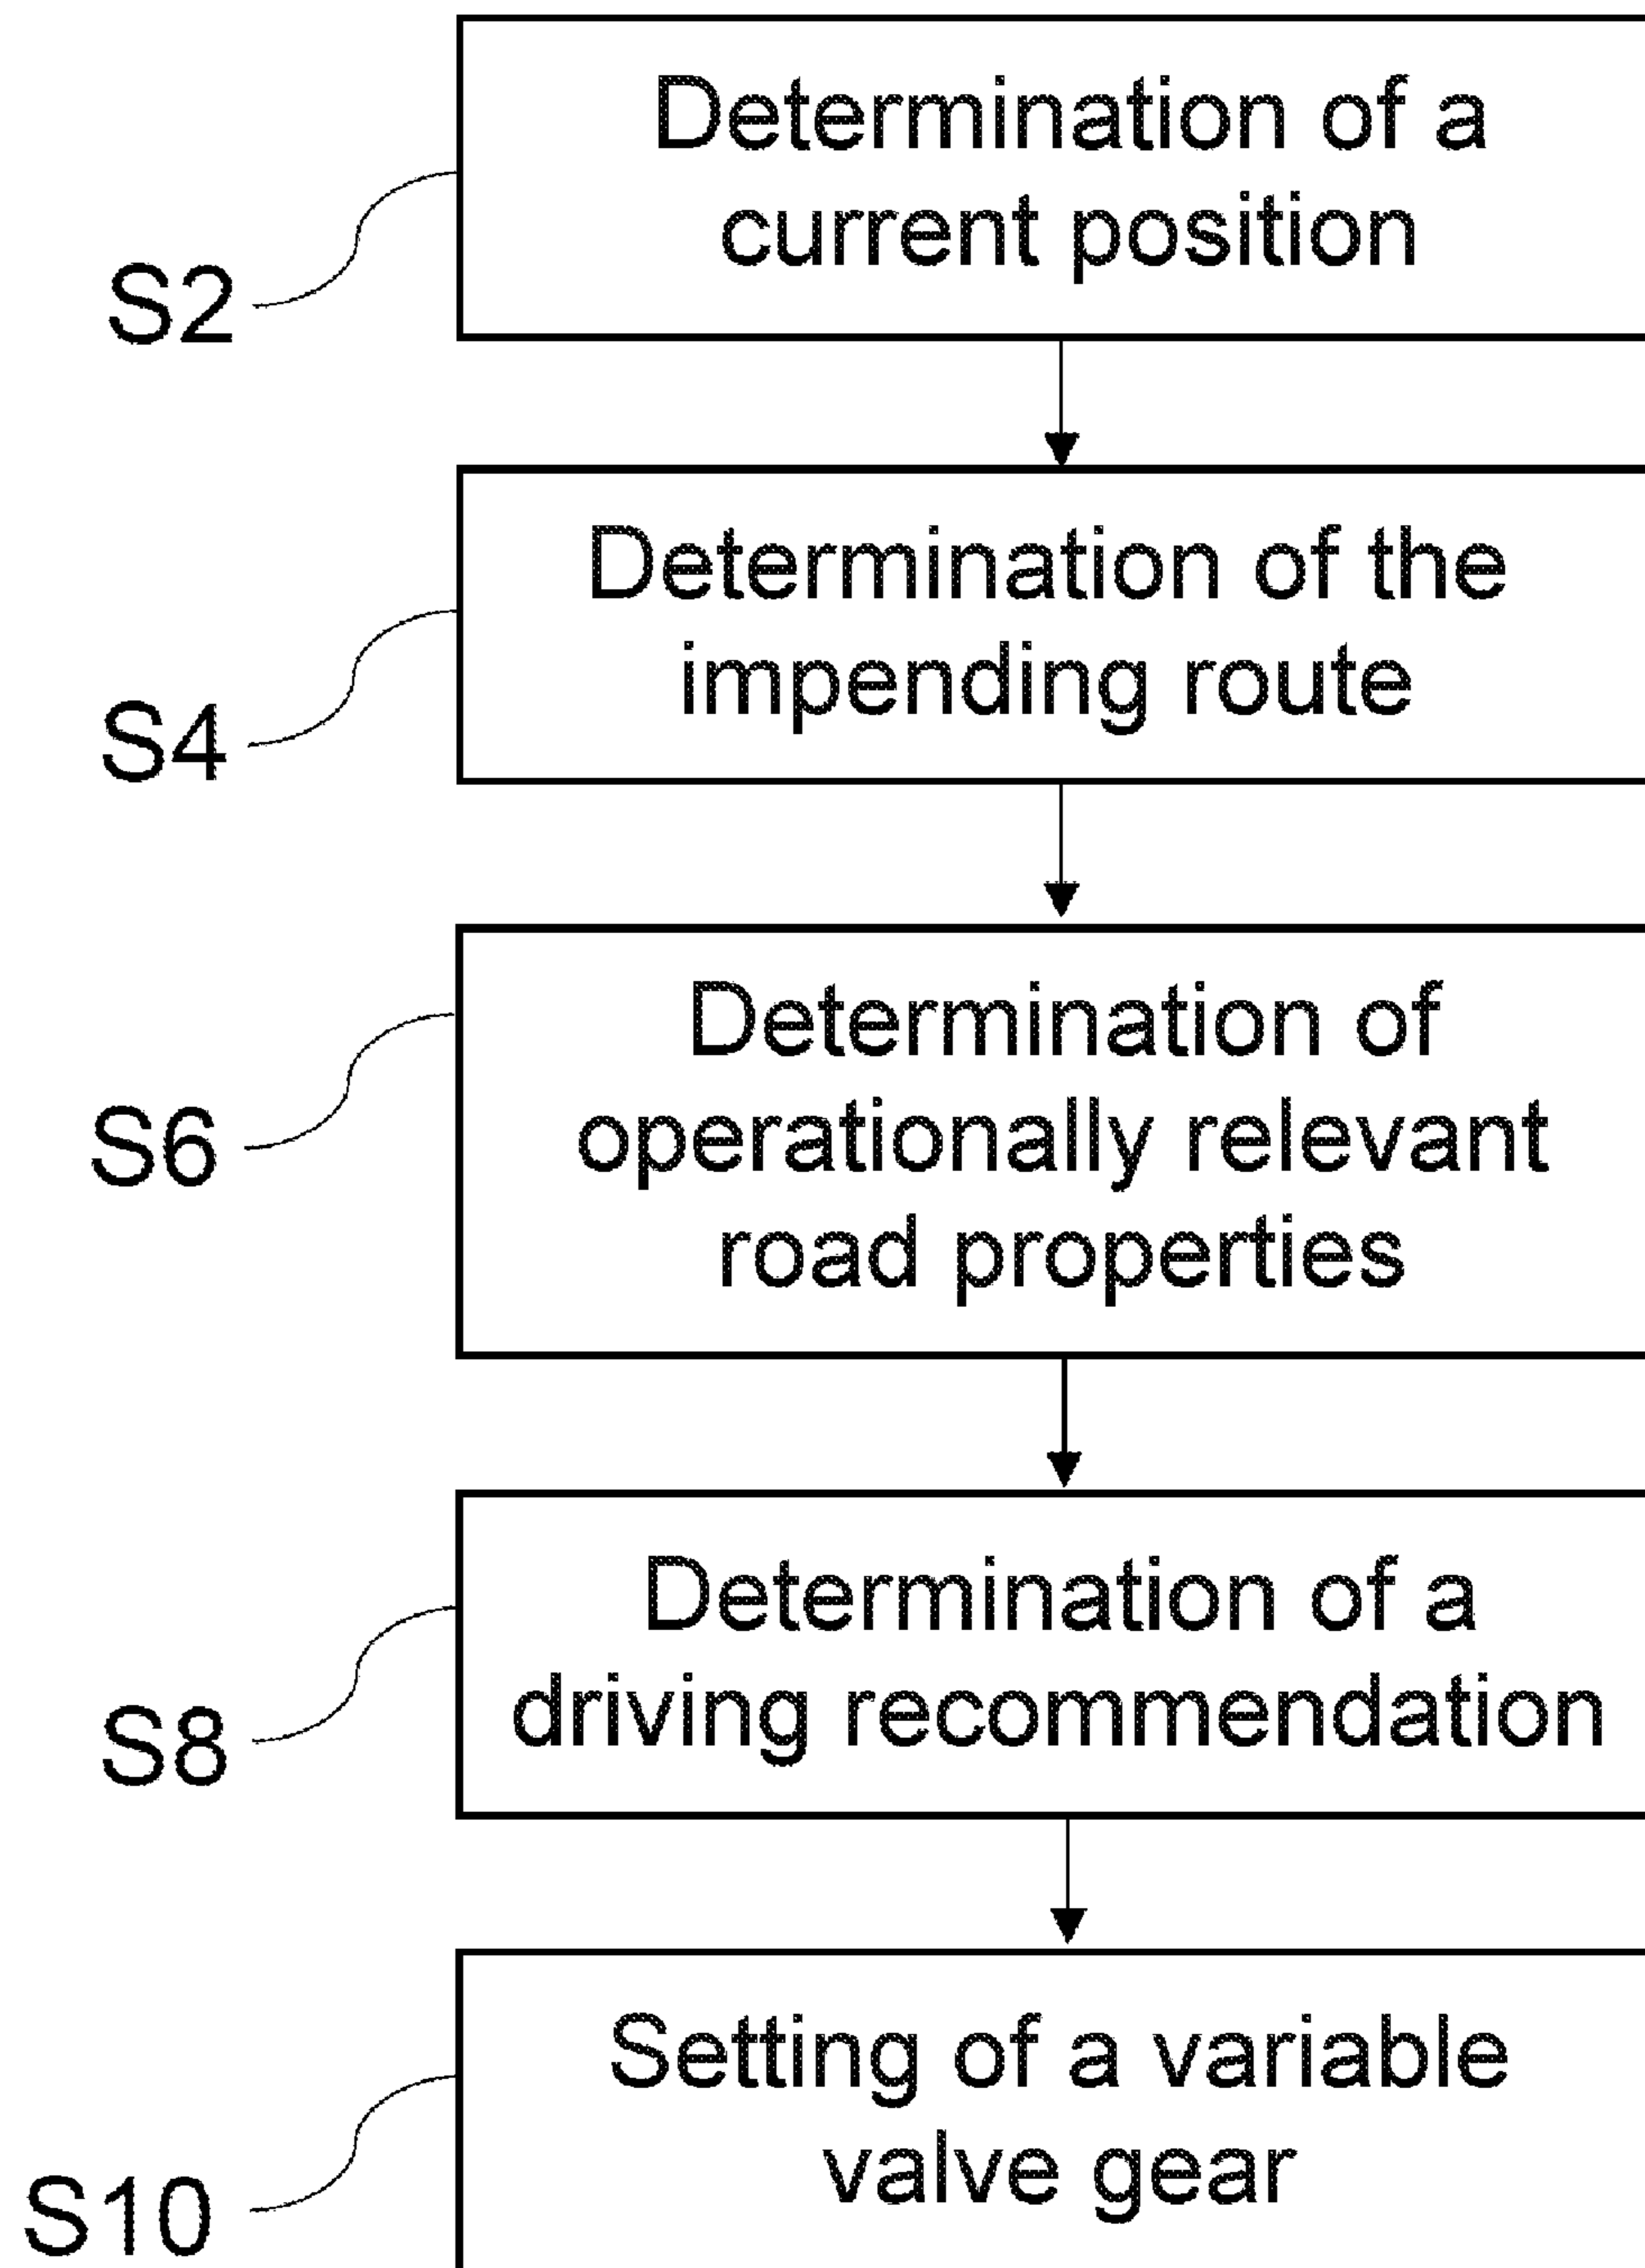 Determination of a
current position
S2
Determination of the
impending route
S4
Determination of
operationally relevant
road properties
S6
Determination of a
driving recommendation
S8
Setting of a variable
valve gear
S10